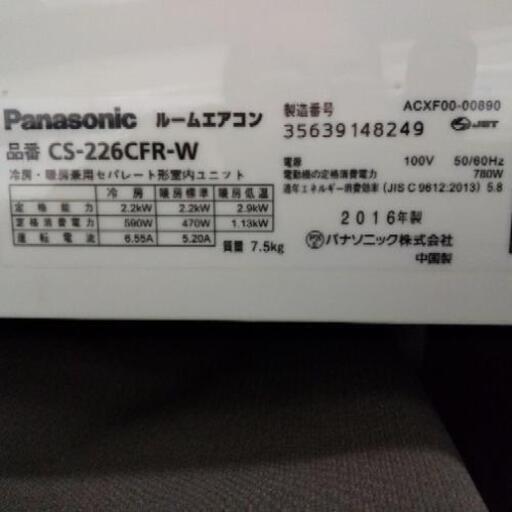 Panasonic ルームエアコン
品番 CS-226CFR-W
冷房・暖房兼用セパレート形室内ユニット
冷房 暖房標準 暖房低温
定格能力 2.2kW 2.2kW 2.9kW
定格消費電力 590W 470W 1.13kW
運転電流 6.55A 5.20A
質量 7.5kg
製造番号 ACXF00-00890
35639148249 JET
電源 100V 50/60Hz
電動機の定格消費電力 780W
通年エネルギー消費効率 (JIS C 9612:2013) 5.8
2016年製
パナソニック株式会社
中国製